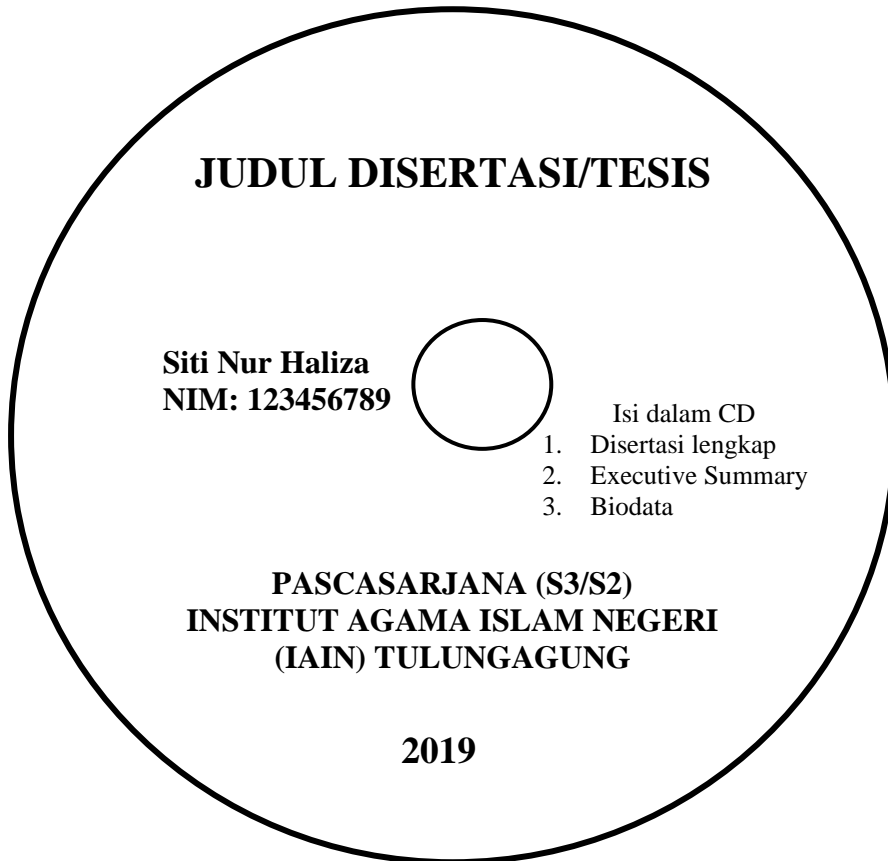 JUDUL DISERTASI/TESIS
Siti Nur Haliza
NIM: 123456789
Isi dalam CD
1. Disertasi lengkap
2. Executive Summary
3. Biodata
PASCASARJANA (S3/S2)
INSTITUT AGAMA ISLAM NEGERI
(IAIN) TULUNGAGUNG
2019